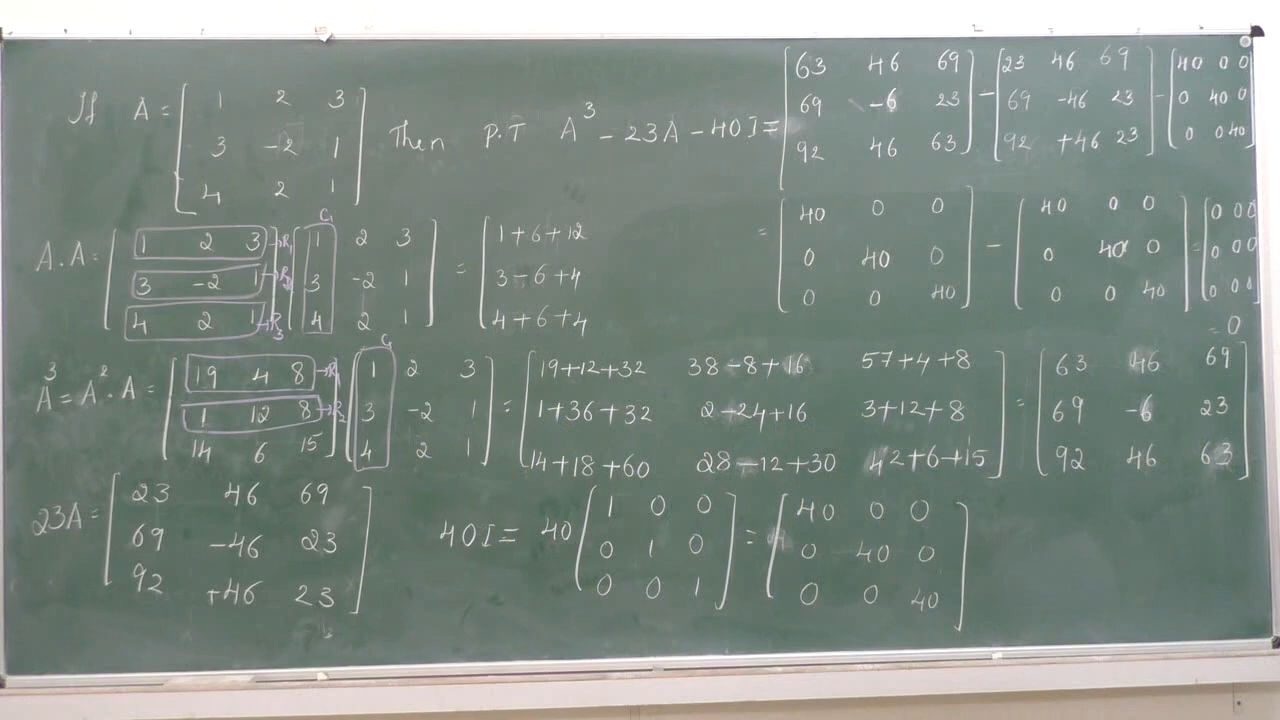 If A = [ 1 2 3 Then P.T A³ - 23A - 40I = [ 63 46 69 ] - [ 23 46 69 ] - [ 40 0 0 ]
3 -2 1 69 -6 23 69 -46 23 0 40 0
4 2 1 ] 92 46 63 92 +46 23 0 0 40
= [ 40 0 0 ] - [ 40 0 0 ] = [ 0 0 0 ]
0 40 0 0 40 0 0 0 0
0 0 40 0 0 40 0 0 0
= 0
C₁
A.A = [ 1 2 3 →R₁ ] [ 1 2 3 ] = [ 1+6+12
3 -2 1 →R₂ 3 -2 1 3-6+4
4 2 1 →R₃ 4 2 1 4+6+4
C₁
A³ = A². A = [ 19 4 8 →R₁ ] [ 1 2 3 ] = [ 19+12+32 38-8+16 57+4+8 ] = [ 63 46 69 ]
1 12 8 →R₂ 3 -2 1 1+36+32 2-24+16 3+12+8 69 -6 23
14 6 15 4 2 1 14+18+60 28-12+30 42+6+15 92 46 63
23A = [ 23 46 69 ] 40I = 40 [ 1 0 0 ] = [ 40 0 0 ]
69 -46 23 0 1 0 0 40 0
92 +46 23 0 0 1 0 0 40